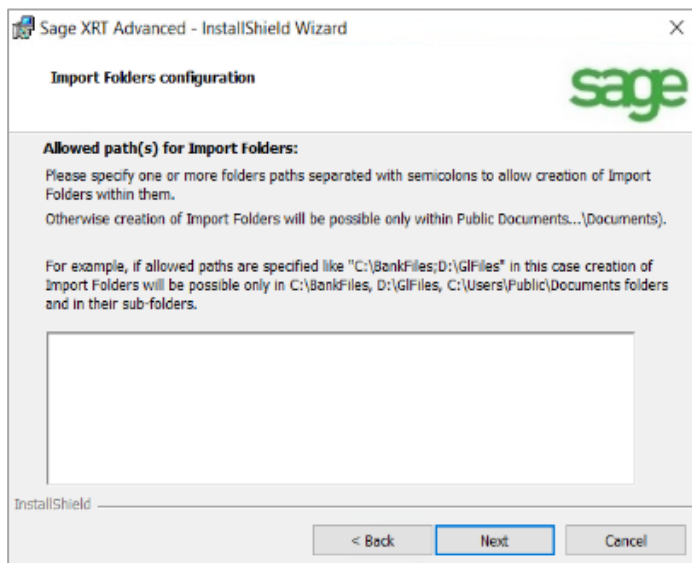 Sage XRT Advanced - InstallShield Wizard
Import Folders configuration
sage
Allowed path(s) for Import Folders:
Please specify one or more folders paths separated with semicolons to allow creation of Import
Folders within them.
Otherwise creation of Import Folders will be possible only within Public Documents...\Documents).
For example, if allowed paths are specified like "C:\BankFiles;D:\GlFiles" in this case creation of
Import Folders will be possible only in C:\BankFiles, D:\GlFiles, C:\Users\Public\Documents folders
and in their sub-folders.
InstallShield
< Back
Next
Cancel